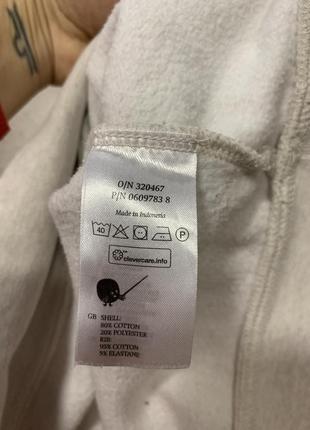 O/N 320467
P/N 0609783 8
Made in Indonesia
40 P
clevercare.info
GB SHELL:
80% COTTON
20% POLYESTER
RIB:
95% COTTON
5% ELASTANE